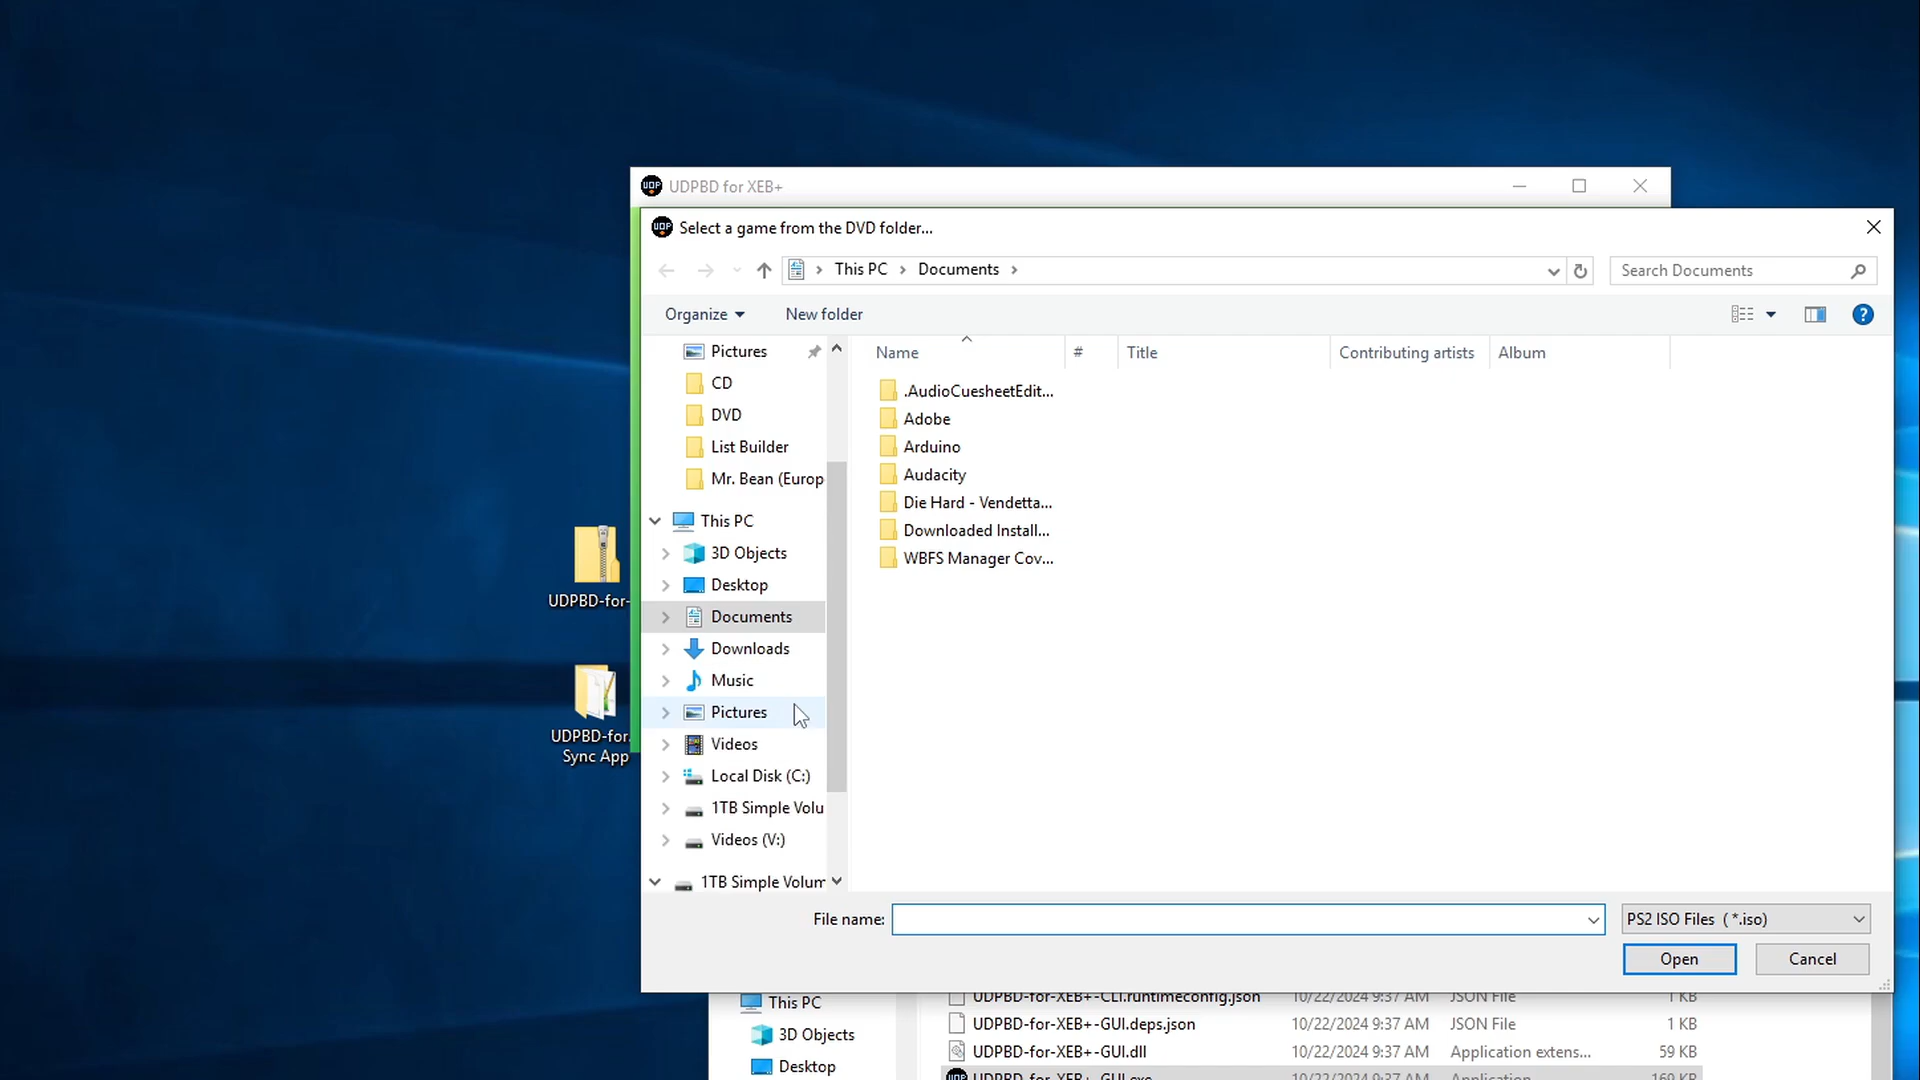 UDPBD for XEB+
Select a game from the DVD folder...
This PC
Documents
Search Documents
Organize
New folder
Pictures
CD
DVD
List Builder
Mr. Bean (Europ
This PC
3D Objects
Desktop
Documents
Downloads
Music
Pictures
Videos
Local Disk (C:)
1TB Simple Volu
Videos (V:)
1TB Simple Volum
Name
#
Title
Contributing artists
Album
.AudioCuesheetEdit...
Adobe
Arduino
Audacity
Die Hard - Vendetta...
Downloaded Install...
WBFS Manager Cov...
File name:
PS2 ISO Files ( *.iso)
Open
Cancel
UDPBD-for-
UDPBD-for
Sync App
This PC
3D Objects
Desktop
UDPBD-for-XEB+-CLI.runtimeconfig.json 10/22/2024 9:37 AM JSON File 1 KB
UDPBD-for-XEB+-GUI.deps.json 10/22/2024 9:37 AM JSON File 1 KB
UDPBD-for-XEB+-GUI.dll 10/22/2024 9:37 AM Application extens... 59 KB
UDPBD-for-XEB+-GUI.exe 10/22/2024 9:37 AM Application 169 KB